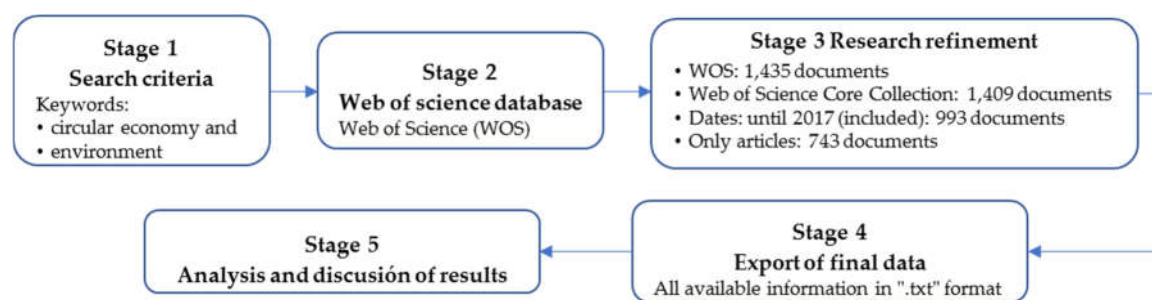 Stage 1
Search criteria
Keywords:
• circular economy and
• environment
Stage 2
Web of science database
Web of Science (WOS)
Stage 3 Research refinement
• WOS: 1,435 documents
• Web of Science Core Collection: 1,409 documents
• Dates: until 2017 (included): 993 documents
• Only articles: 743 documents
Stage 4
Export of final data
All available information in ".txt" format
Stage 5
Analysis and discusión of results